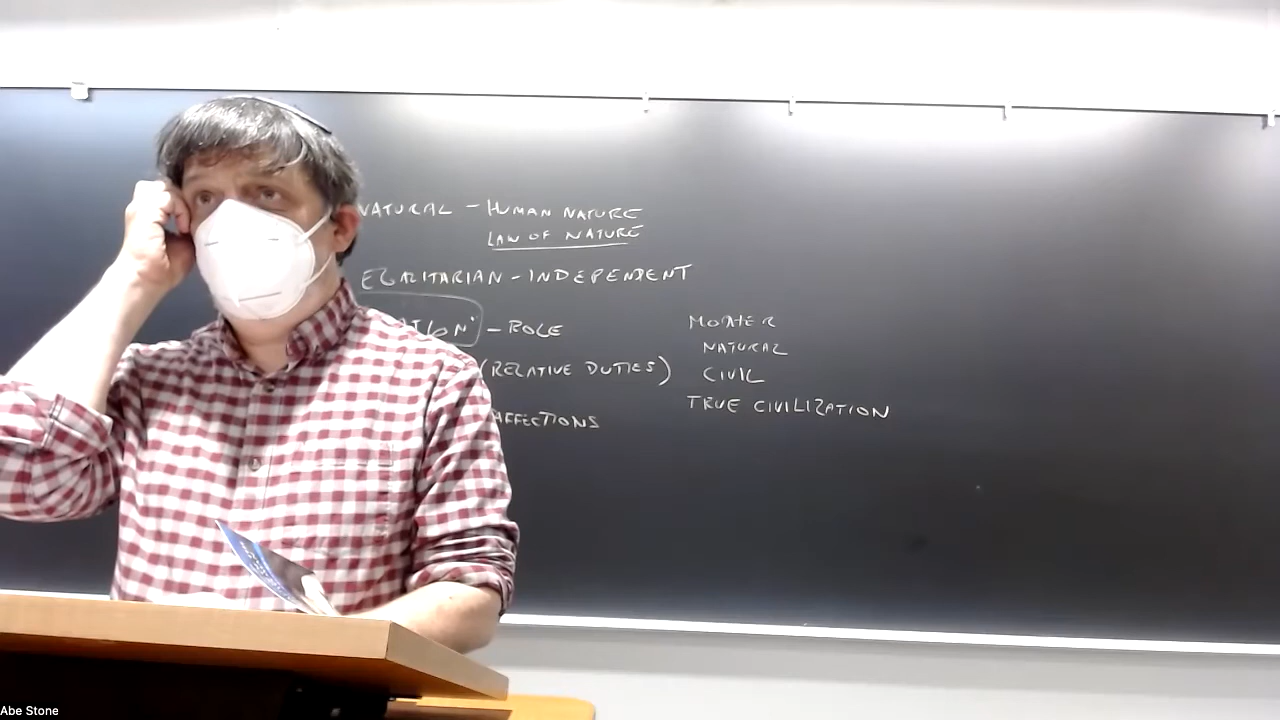 NATURAL - HUMAN NATURE
LAW OF NATURE
EGALITARIAN - INDEPENDENT
- ROLE
(RELATIVE DUTIES)
AFFECTIONS
MOTHER
NATURAL
CIVIL
TRUE CIVILIZATION
Abe Stone